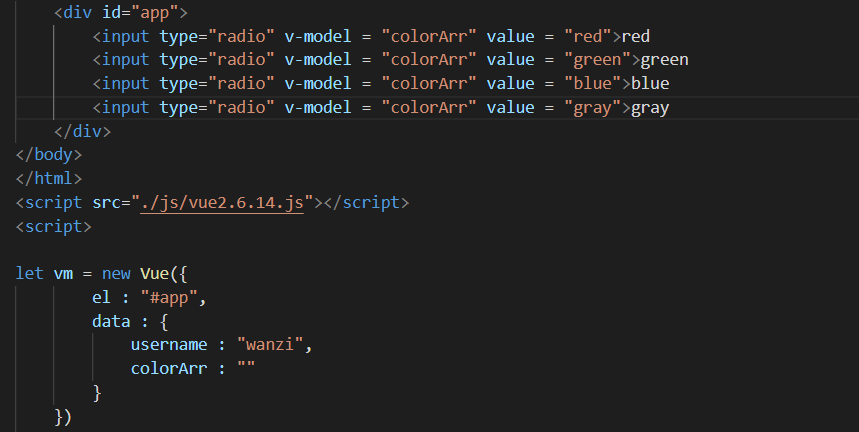 <div id="app">
<input type="radio" v-model = "colorArr" value = "red">red
<input type="radio" v-model = "colorArr" value = "green">green
<input type="radio" v-model = "colorArr" value = "blue">blue
<input type="radio" v-model = "colorArr" value = "gray">gray
</div>
</body>
</html>
<script src="./js/vue2.6.14.js"></script>
<script>
let vm = new Vue({
el : "#app",
data : {
username : "wanzi",
colorArr : ""
}
})